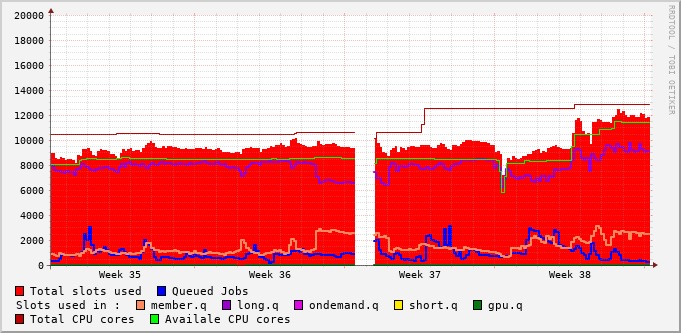 20000
18000
16000
14000
12000
10000
8000
6000
4000
2000
0
Week 35 Week 36 Week 37 Week 38
RRDTOOL / TOBI OETIKER
Total slots used Queued Jobs
Slots used in : member.q long.q ondemand.q short.q gpu.q
Total CPU cores Availale CPU cores